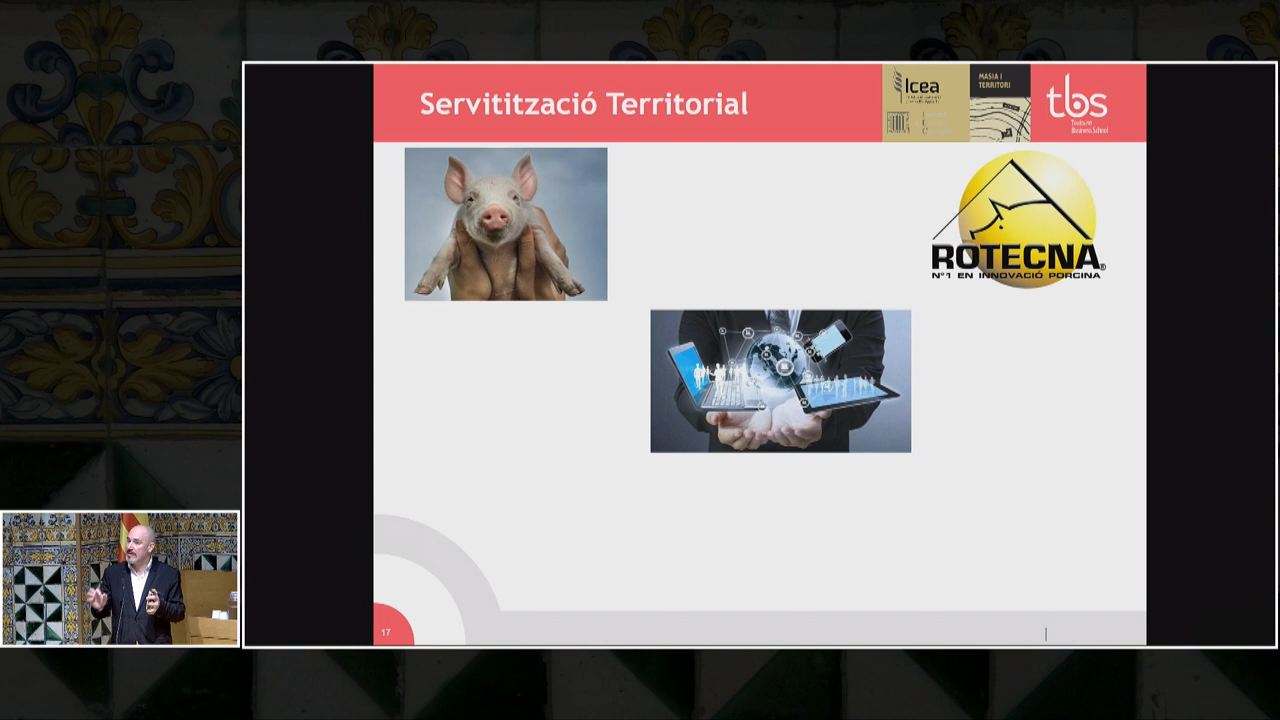 Servitització Territorial
Icea
MASIA I
TERRITORI
tbs
Toulouse
Business School
ROTECNA®
Nº1 EN INNOVACIÓ PORCINA
17